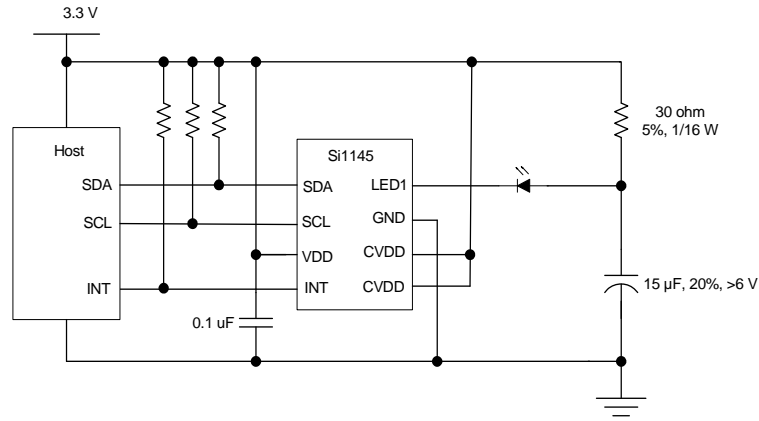 3.3 V
Host
SDA
SCL
INT
0.1 uF
Si1145
SDA
SCL
VDD
INT
LED1
GND
CVDD
CVDD
30 ohm
5%, 1/16 W
15 µF, 20%, >6 V